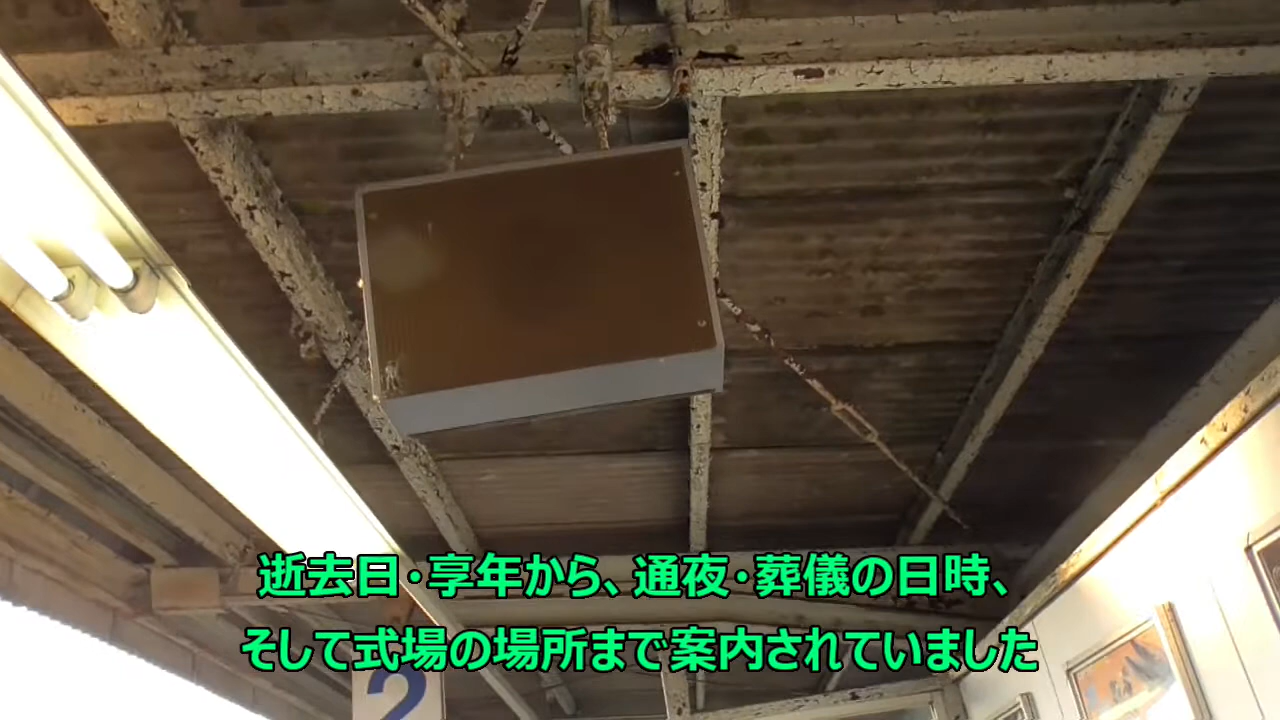 逝去日・享年から、通夜・葬儀の日時、
そして式場の場所まで案内されていました
2